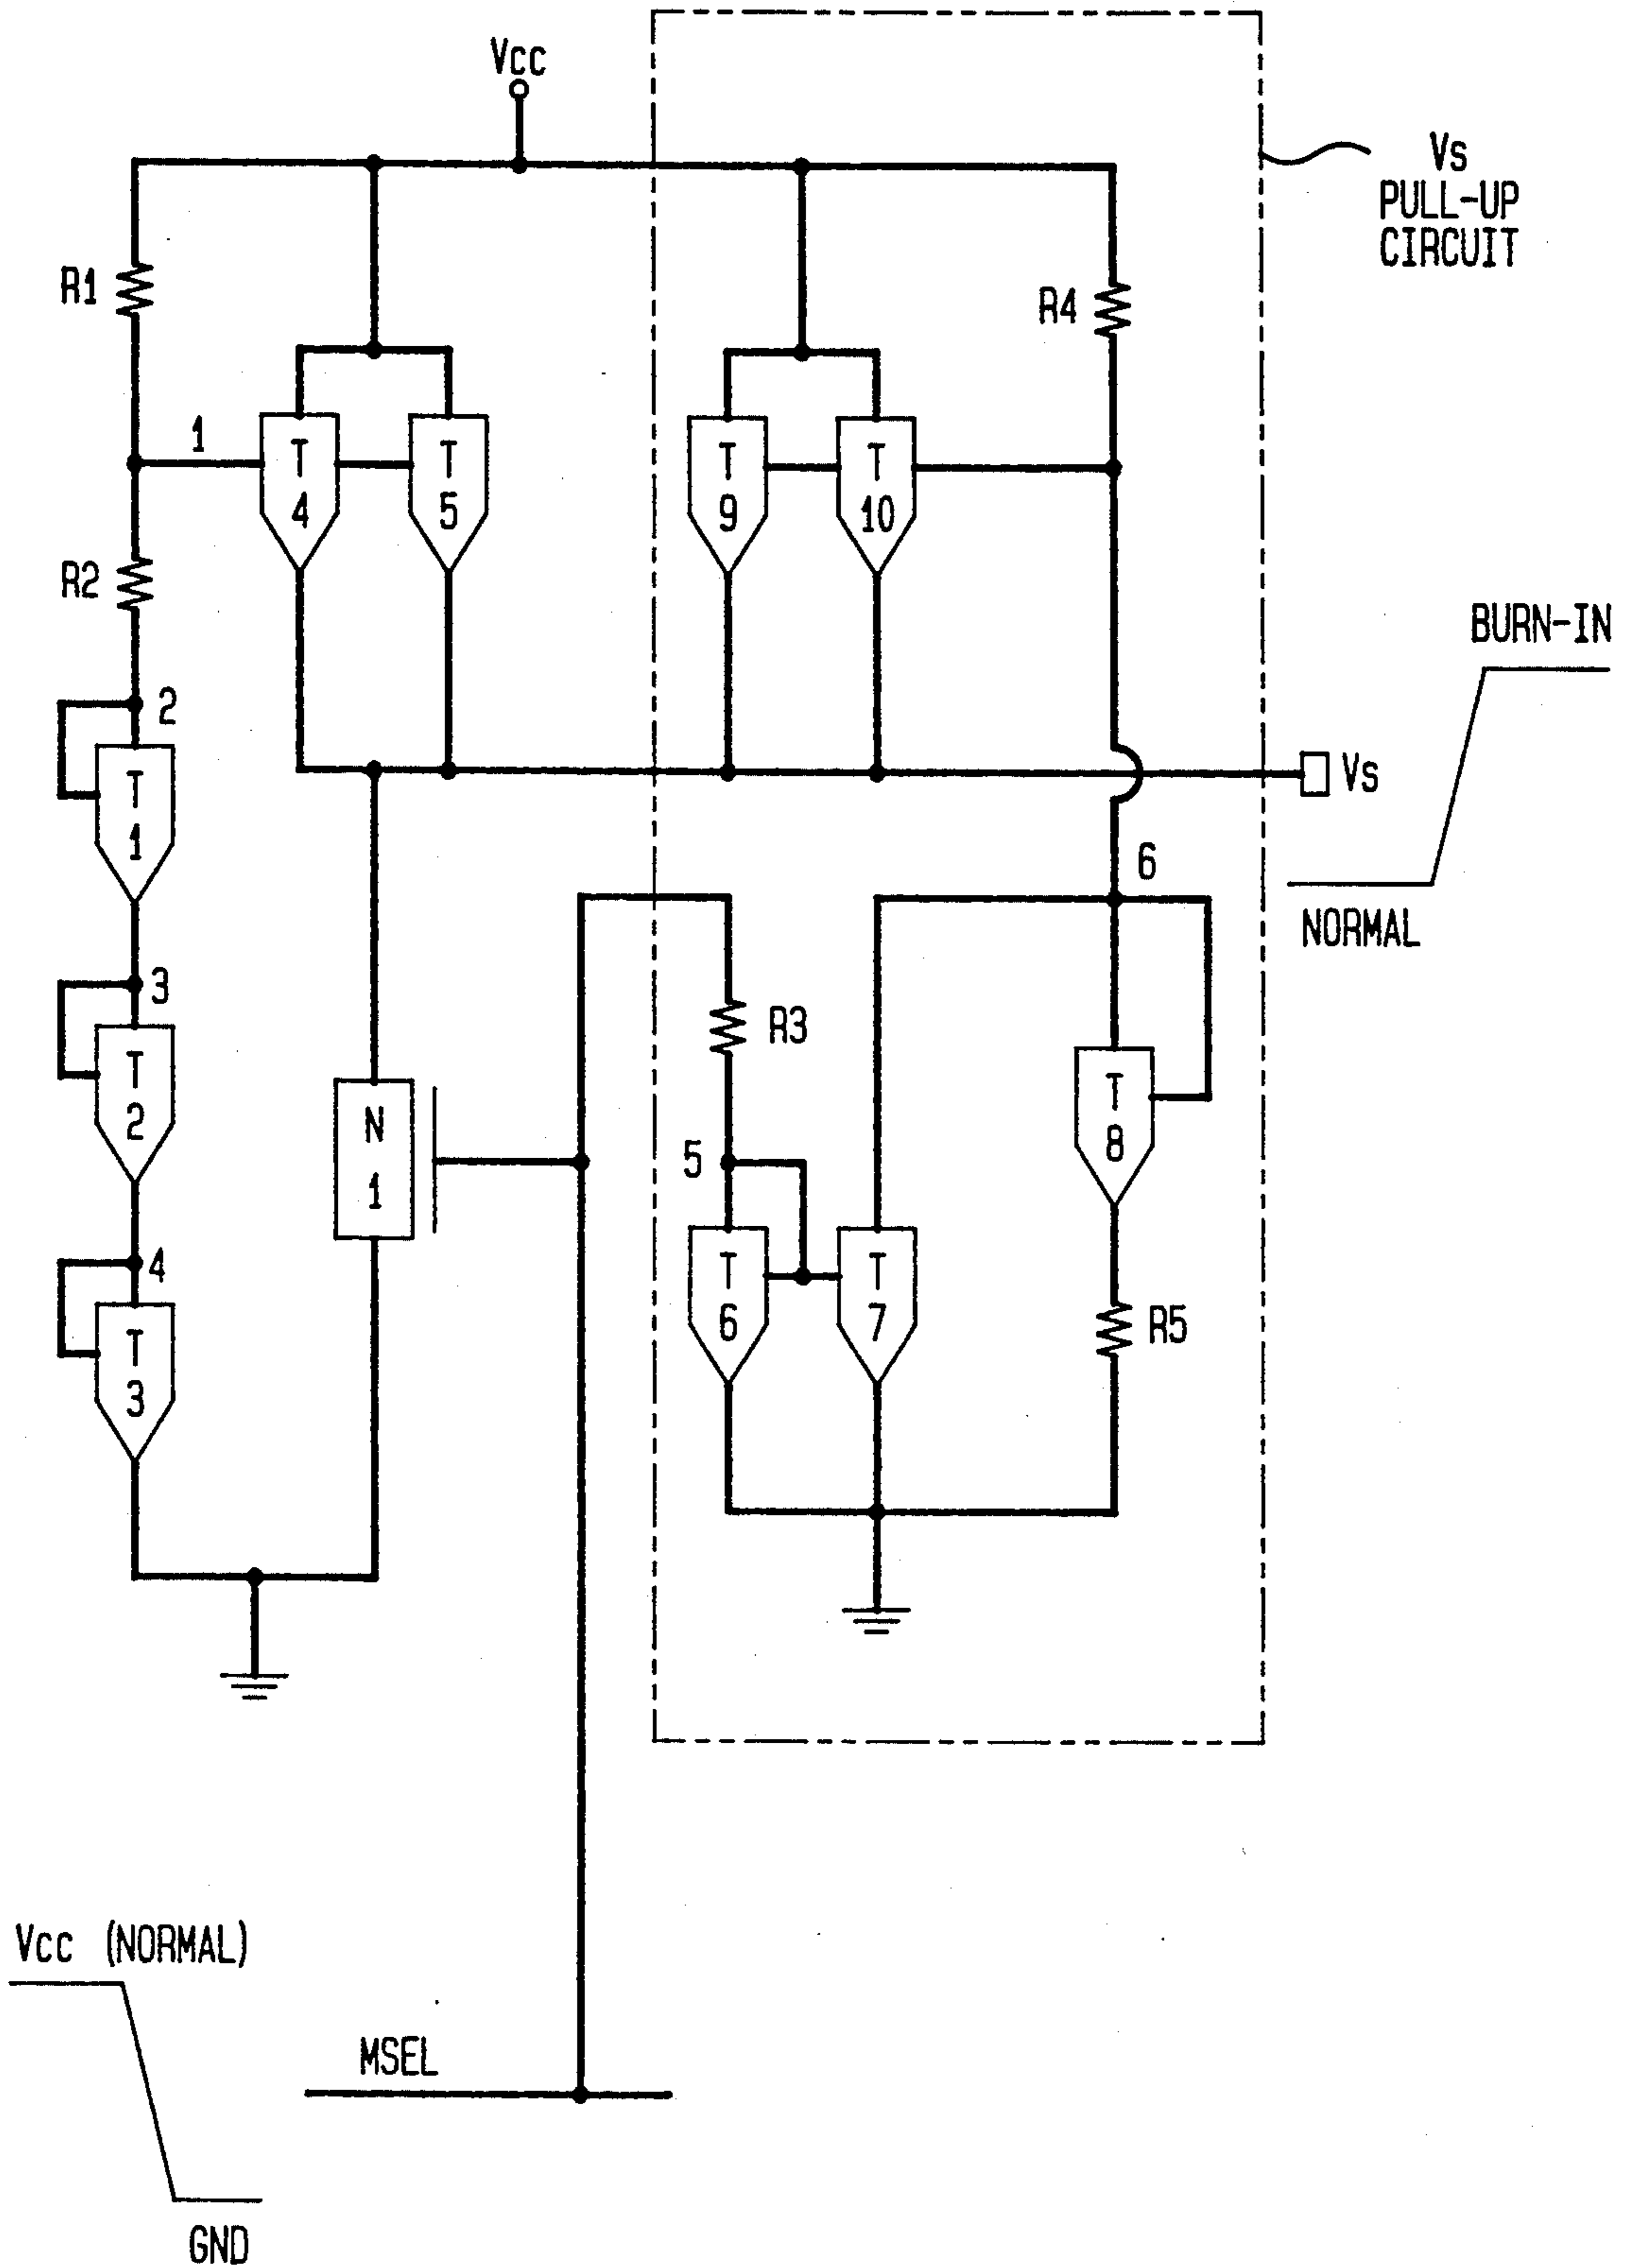 Vcc
Vs
PULL-UP
CIRCUIT
R1
R4
1
T
4
T
5
T
9
T
10
R2
BURN-IN
2
T
1
Vs
6
NORMAL
3
R3
T
2
T
8
N
1
5
4
T
3
T
6
T
7
R5
Vcc (NORMAL)
MSEL
GND